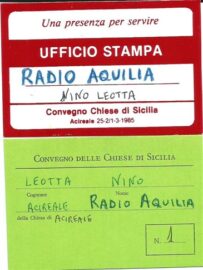 Una presenza per servire
UFFICIO STAMPA
RADIO AQUILIA
NINO LEOTTA
Convegno Chiese di Sicilia
Acireale 25-2/1-3-1985
CONVEGNO DELLE CHIESE DI SICILIA
LEOTTA NINO
Cognome Nome
ACIREALE RADIO AQUILIA
della Chiesa di ACIREALE
N. 1